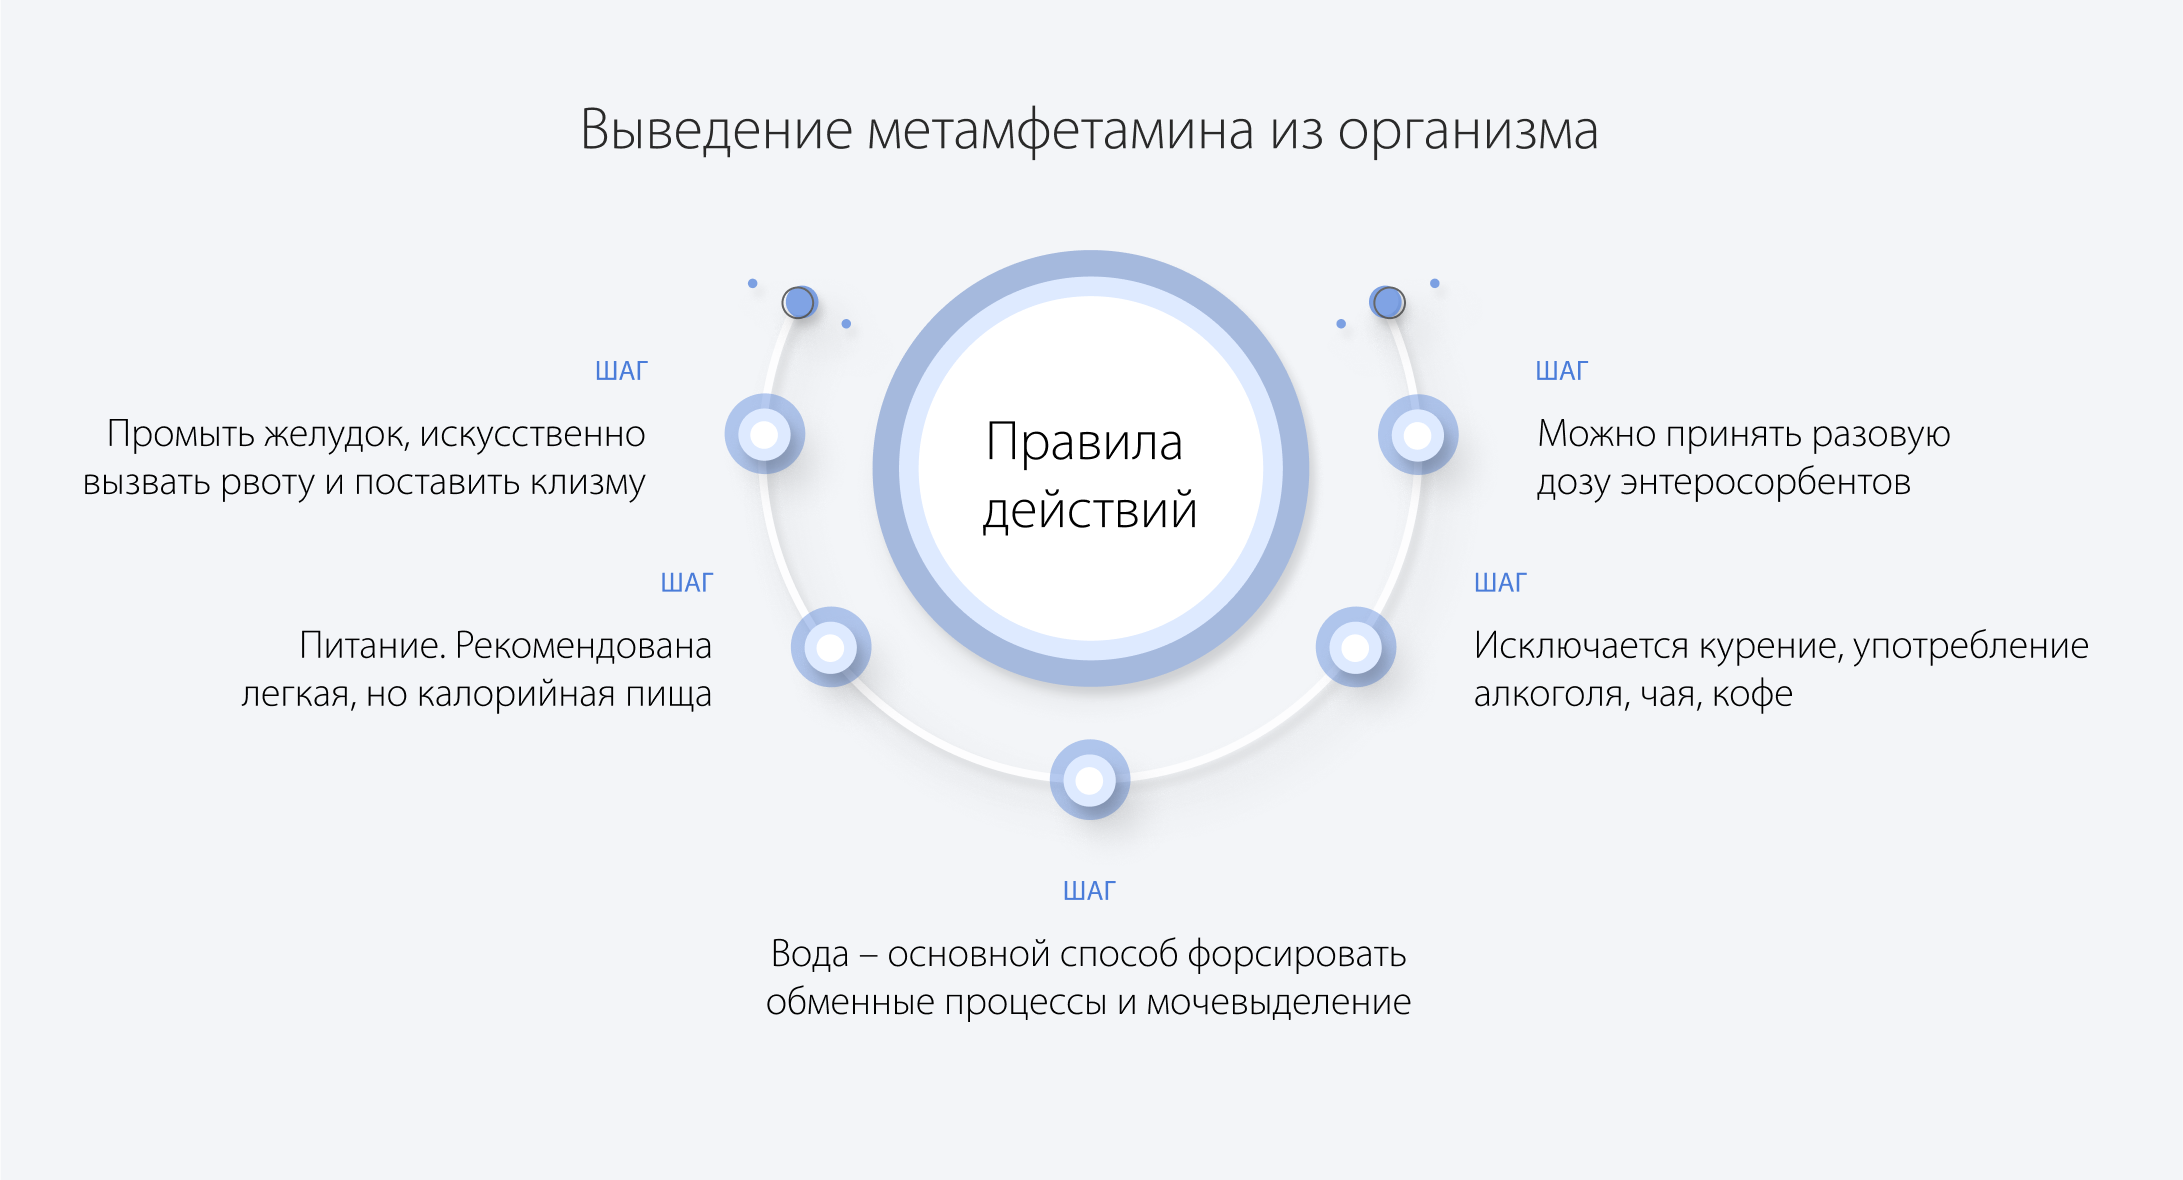 Выведение метамфетамина из организма
Правила
действий
ШАГ
Промыть желудок, искусственно
вызвать рвоту и поставить клизму
ШАГ
Питание. Рекомендована
легкая, но калорийная пища
ШАГ
Вода – основной способ форсировать
обменные процессы и мочевыделение
ШАГ
Исключается курение, употребление
алкоголя, чая, кофе
ШАГ
Можно принять разовую
дозу энтеросорбентов